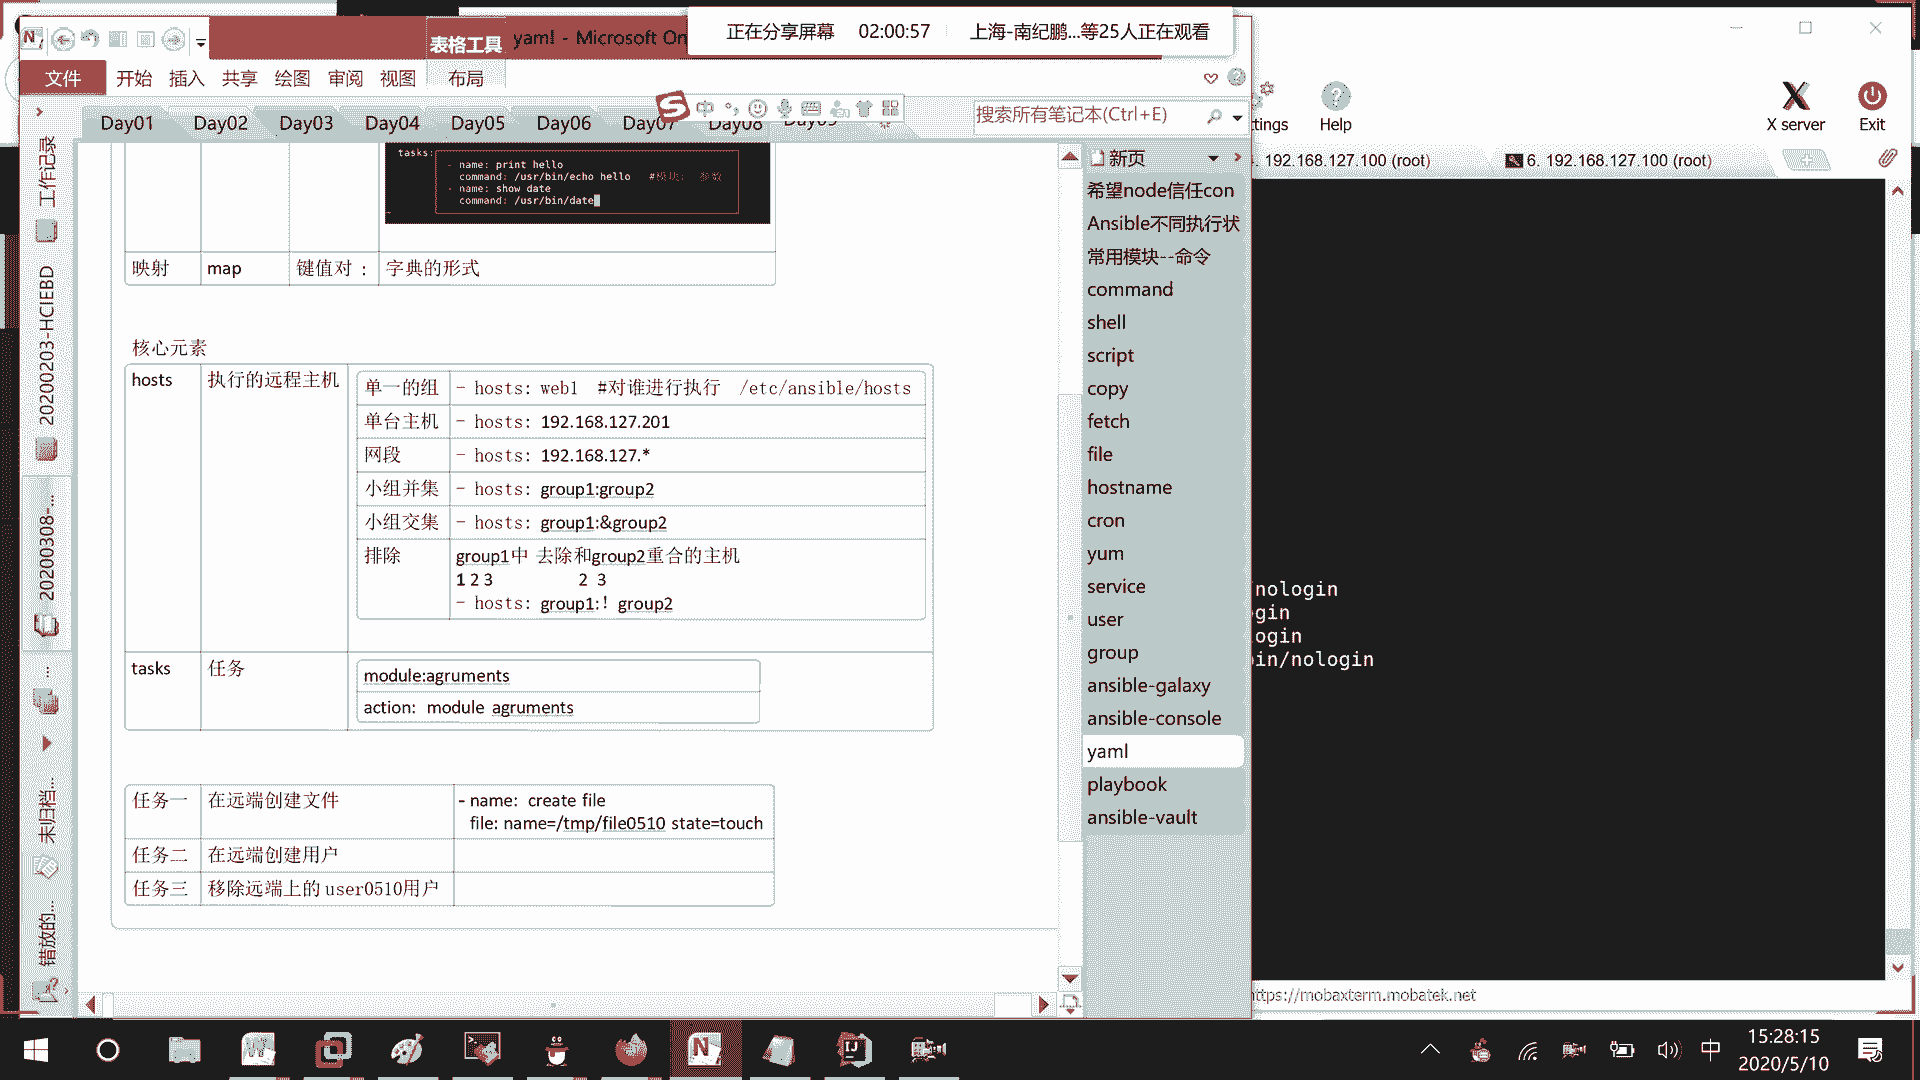 正在分享屏幕 02:00:57 上海-南纪鹏...等25人正在观看
表格工具 yaml - Microsoft On
文件 开始 插入 共享 绘图 审阅 视图 布局
Day01 Day02 Day03 Day04 Day05 Day06 Day07 Day08
搜索所有笔记本(Ctrl+E)
tings Help X server Exit
192.168.127.100 (root) 6. 192.168.127.100 (root)
工作记录
20200203-HCIEBD
20200308-...
...
未归档...
错放的...
tasks:
- name: print hello
command: /usr/bin/echo hello #模块： 参数
- name: show date
command: /usr/bin/date
映射 map 键值对： 字典的形式
核心元素
hosts 执行的远程主机
单一的组 - hosts: web1 #对谁进行执行 /etc/ansible/hosts
单台主机 - hosts: 192.168.127.201
网段 - hosts: 192.168.127.*
小组并集 - hosts: group1:group2
小组交集 - hosts: group1:&group2
排除 group1中 去除和group2重合的主机
1 2 3 2 3
- hosts: group1:！group2
tasks 任务
module:agruments
action: module agruments
任务一 在远端创建文件 - name: create file
file: name=/tmp/file0510 state=touch
任务二 在远端创建用户
任务三 移除远端上的user0510用户
新页
希望node信任con
Ansible不同执行状
常用模块--命令
command
shell
script
copy
fetch
file
hostname
cron
yum
service
user
group
ansible-galaxy
ansible-console
yaml
playbook
ansible-vault
/nologin
gin
ogin
bin/nologin
https://mobaxterm.mobatek.net
中
15:28:15
2020/5/10